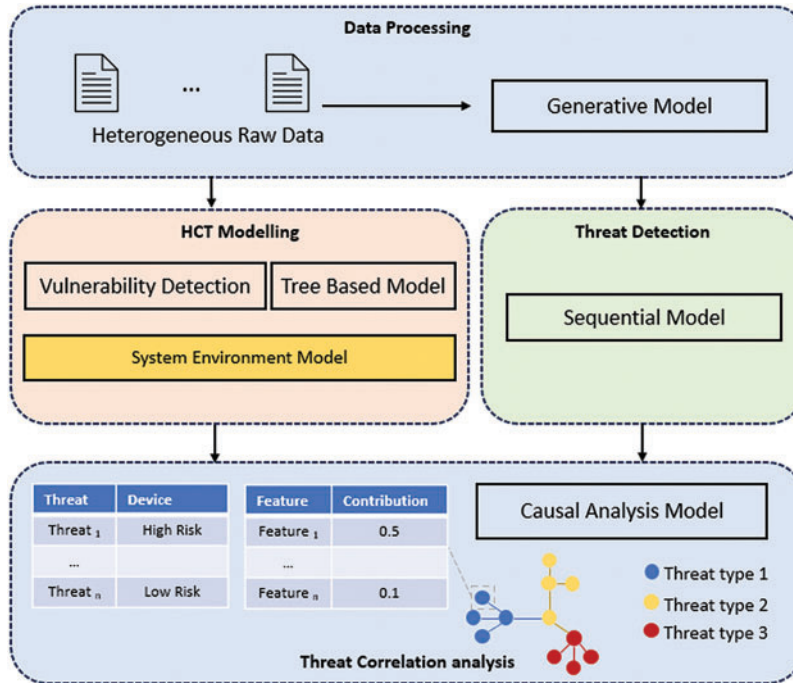 Data Processing
...
Heterogeneous Raw Data
Generative Model
HCT Modelling
Vulnerability Detection
Tree Based Model
System Environment Model
Threat Detection
Sequential Model
Threat Device
Threat 1 High Risk
...
Threat n Low Risk
Feature Contribution
Feature 1 0.5
...
Feature n 0.1
Causal Analysis Model
Threat type 1
Threat type 2
Threat type 3
Threat Correlation analysis